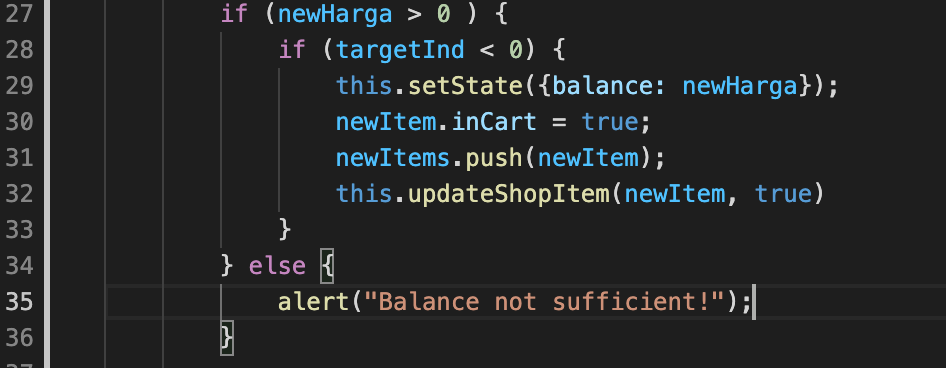 27 if (newHarga > 0 ) {
28 if (targetInd < 0) {
29 this.setState({balance: newHarga});
30 newItem.inCart = true;
31 newItems.push(newItem);
32 this.updateShopItem(newItem, true)
33 }
34 } else {
35 alert("Balance not sufficient!");
36 }